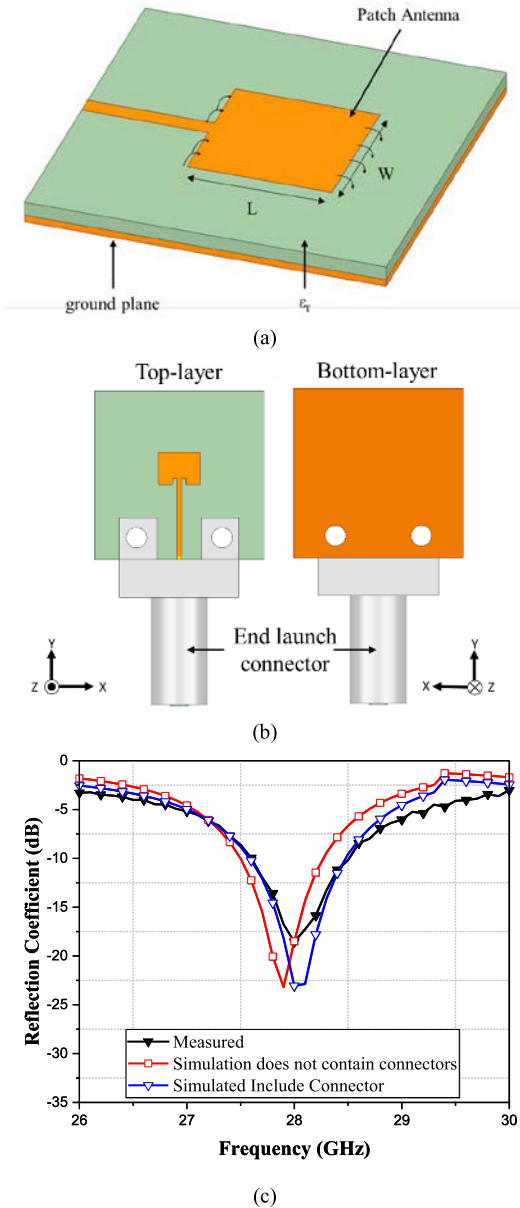 Patch Antenna
W
L
ground plane
εr
(a)
Top-layer
Bottom-layer
End launch
connector
Y
Z
X
Y
X
Z
(b)
0
-5
-10
-15
-20
-25
-30
-35
Reflection Coefficient (dB)
Measured
Simulation does not contain connectors
Simulated Include Connector
26
27
28
29
30
Frequency (GHz)
(c)